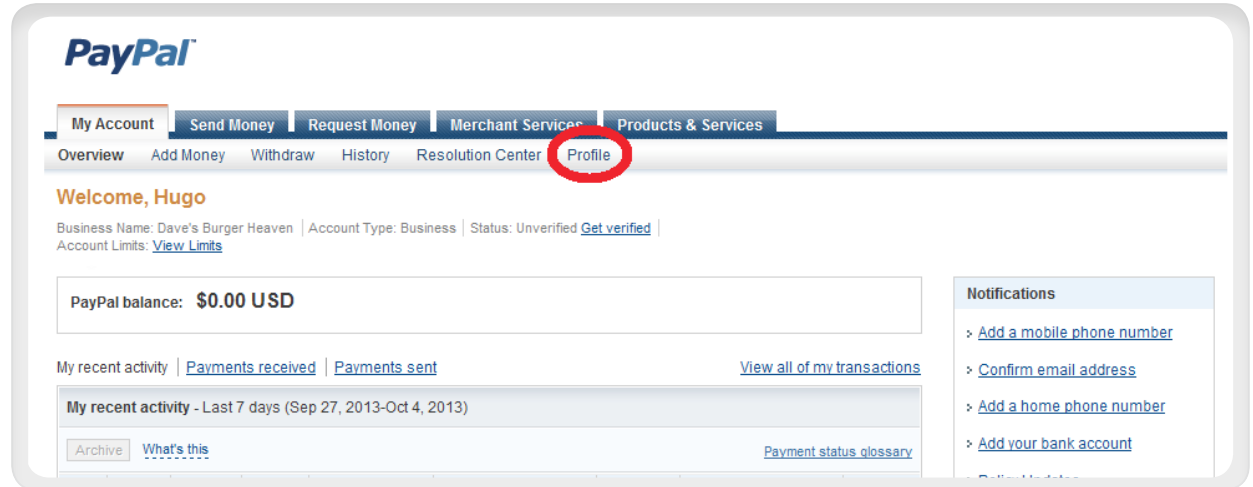 PayPal™
My Account Send Money Request Money Merchant Services Products & Services
Overview Add Money Withdraw History Resolution Center Profile
Welcome, Hugo
Business Name: Dave's Burger Heaven Account Type: Business Status: Unverified Get verified
Account Limits: View Limits
PayPal balance: $0.00 USD
My recent activity Payments received Payments sent View all of my transactions
My recent activity - Last 7 days (Sep 27, 2013-Oct 4, 2013)
Archive What's this Payment status glossary
Notifications
Add a mobile phone number
Confirm email address
Add a home phone number
Add your bank account